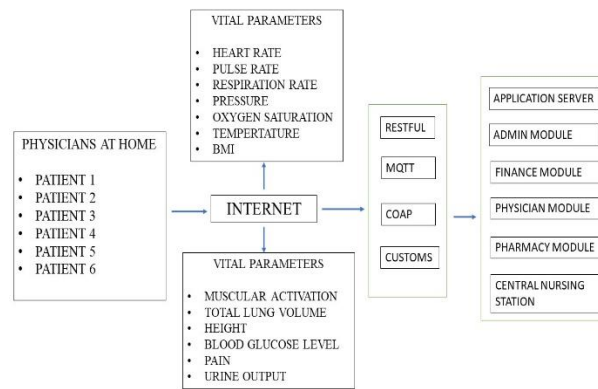 PHYSICIANS AT HOME
• PATIENT 1
• PATIENT 2
• PATIENT 3
• PATIENT 4
• PATIENT 5
• PATIENT 6
VITAL PARAMETERS
• HEART RATE
• PULSE RATE
• RESPIRATION RATE
• PRESSURE
• OXYGEN SATURATION
• TEMPERTATURE
• BMI
INTERNET
VITAL PARAMETERS
• MUSCULAR ACTIVATION
• TOTAL LUNG VOLUME
• HEIGHT
• BLOOD GLUCOSE LEVEL
• PAIN
• URINE OUTPUT
RESTFUL
MQTT
COAP
CUSTOMS
APPLICATION SERVER
ADMIN MODULE
FINANCE MODULE
PHYSICIAN MODULE
PHARMACY MODULE
CENTRAL NURSING
STATION